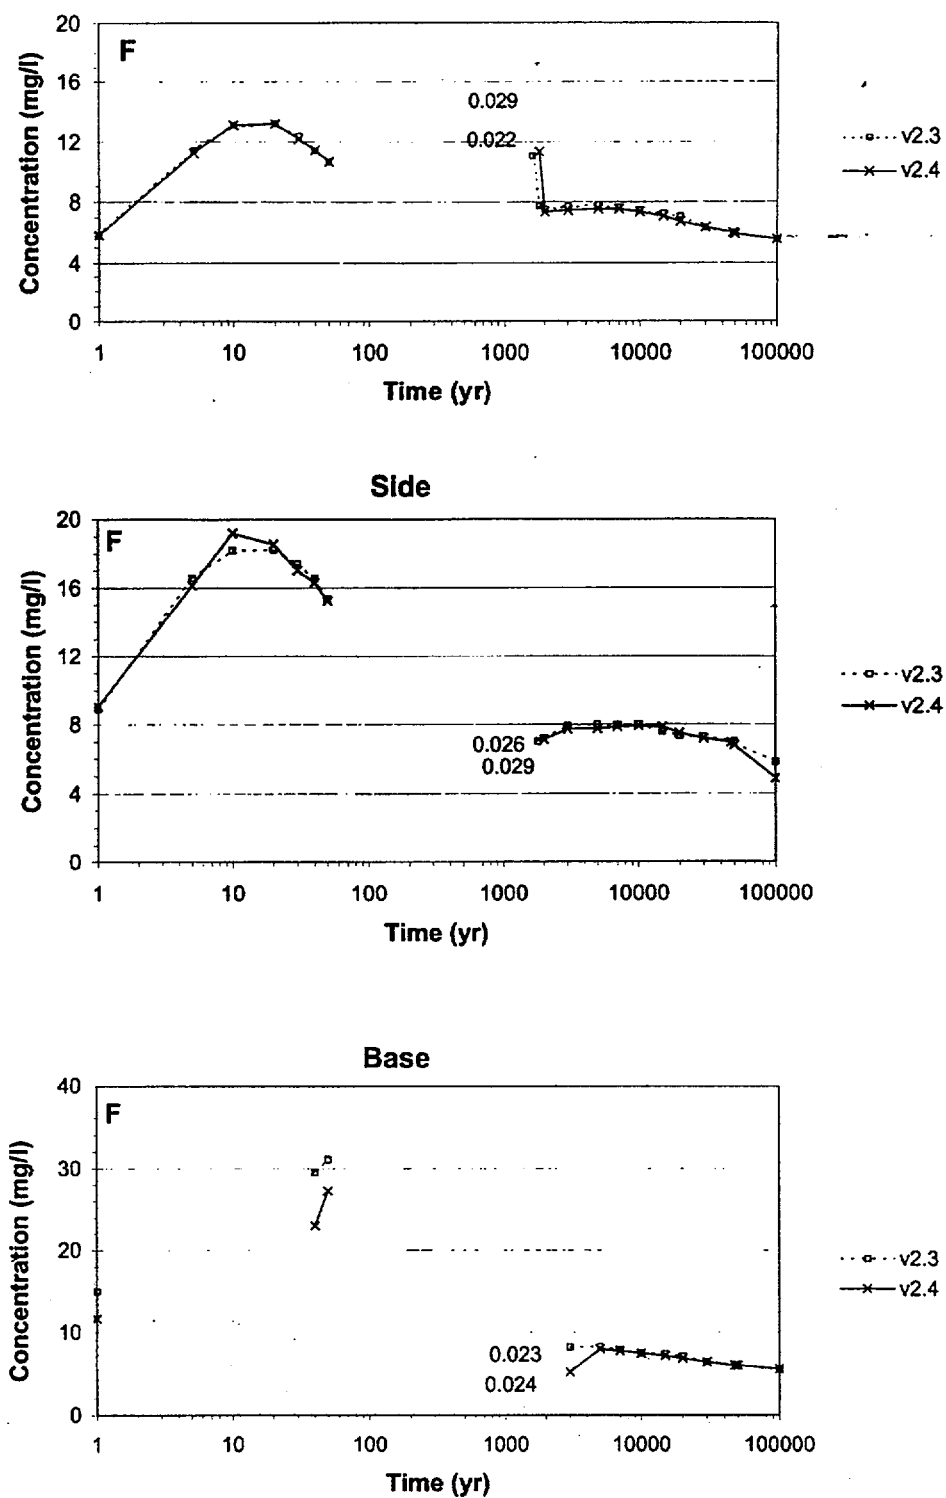 20
F
16
0.029
12
0.022
8
4
0
Concentration (mg/l)
1 10 100 1000 10000 100000
Time (yr)
v2.3
v2.4
Side
20
F
16
12
8
0.026
0.029
4
0
Concentration (mg/l)
1 10 100 1000 10000 100000
Time (yr)
v2.3
v2.4
Base
40
F
30
20
10
0.023
0.024
0
Concentration (mg/l)
1 10 100 1000 10000 100000
Time (yr)
v2.3
v2.4